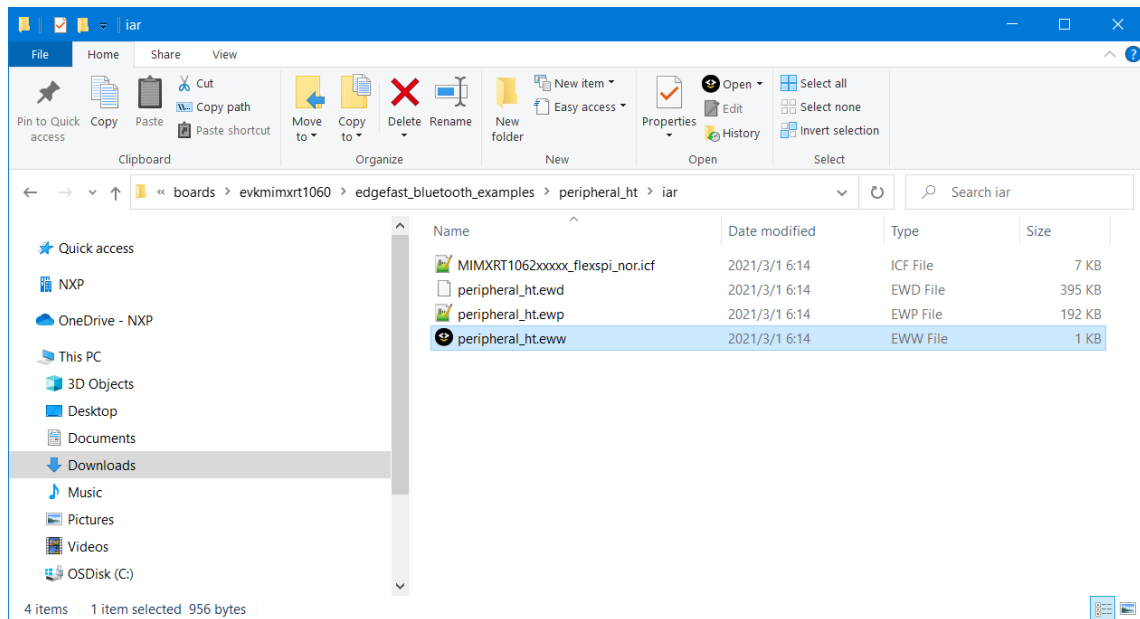 iar
File Home Share View
Pin to Quick access
Copy
Paste
Cut
Copy path
Paste shortcut
Clipboard
Move to
Copy to
Delete
Rename
Organize
New folder
New item
Easy access
New
Properties
Open
Edit
History
Open
Select all
Select none
Invert selection
Select
« boards > evkmimxrt1060 > edgefast_bluetooth_examples > peripheral_ht > iar
Search iar
Quick access
NXP
OneDrive - NXP
This PC
3D Objects
Desktop
Documents
Downloads
Music
Pictures
Videos
OSDisk (C:)
Name Date modified Type Size
MIMXRT1062xxxxx_flexspi_nor.icf 2021/3/1 6:14 ICF File 7 KB
peripheral_ht.ewd 2021/3/1 6:14 EWD File 395 KB
peripheral_ht.ewp 2021/3/1 6:14 EWP File 192 KB
peripheral_ht.eww 2021/3/1 6:14 EWW File 1 KB
4 items 1 item selected 956 bytes